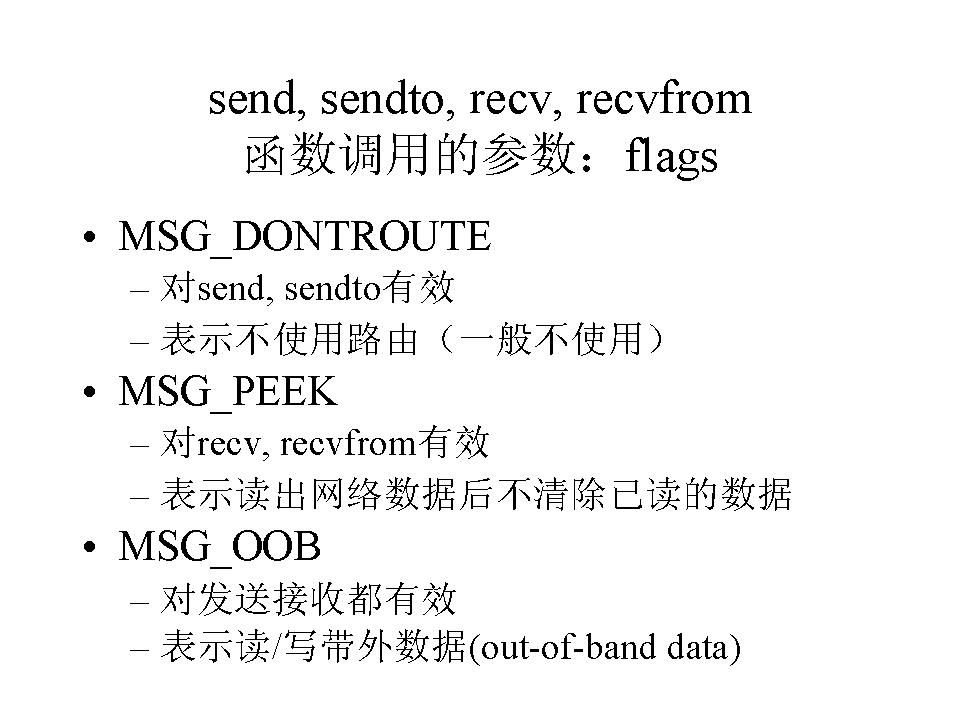 send, sendto, recv, recvfrom
函数调用的参数：flags
• MSG_DONTROUTE
– 对send, sendto有效
– 表示不使用路由（一般不使用）
• MSG_PEEK
– 对recv, recvfrom有效
– 表示读出网络数据后不清除已读的数据
• MSG_OOB
– 对发送接收都有效
– 表示读/写带外数据(out-of-band data)